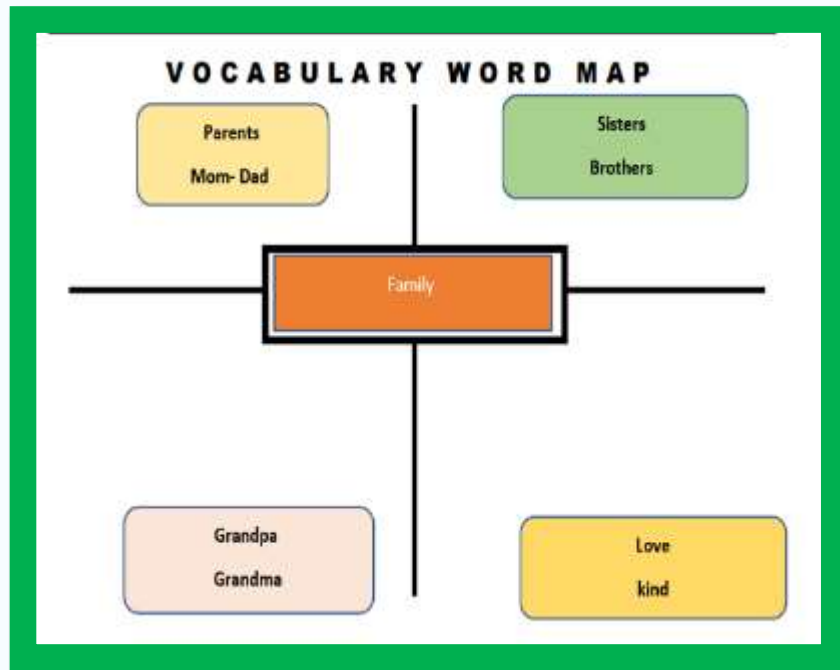 VOCABULARY WORD MAP
Parents
Mom- Dad
Sisters
Brothers
Family
Grandpa
Grandma
Love
kind